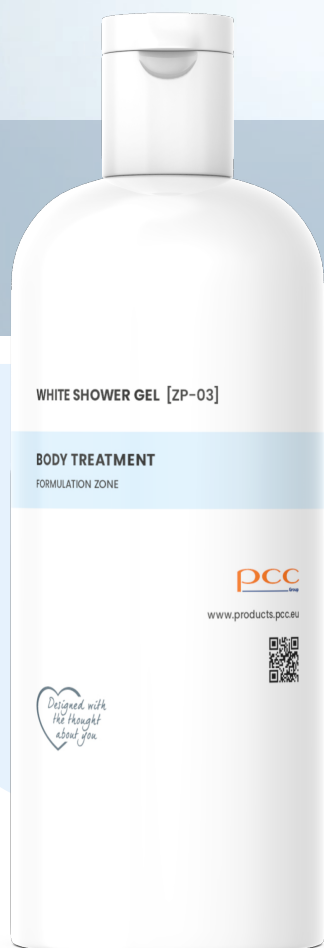 WHITE SHOWER GEL [ZP-03]
BODY TREATMENT
FORMULATION ZONE
pcc
Group
www.products.pcc.eu
Designed with
the thought
about you